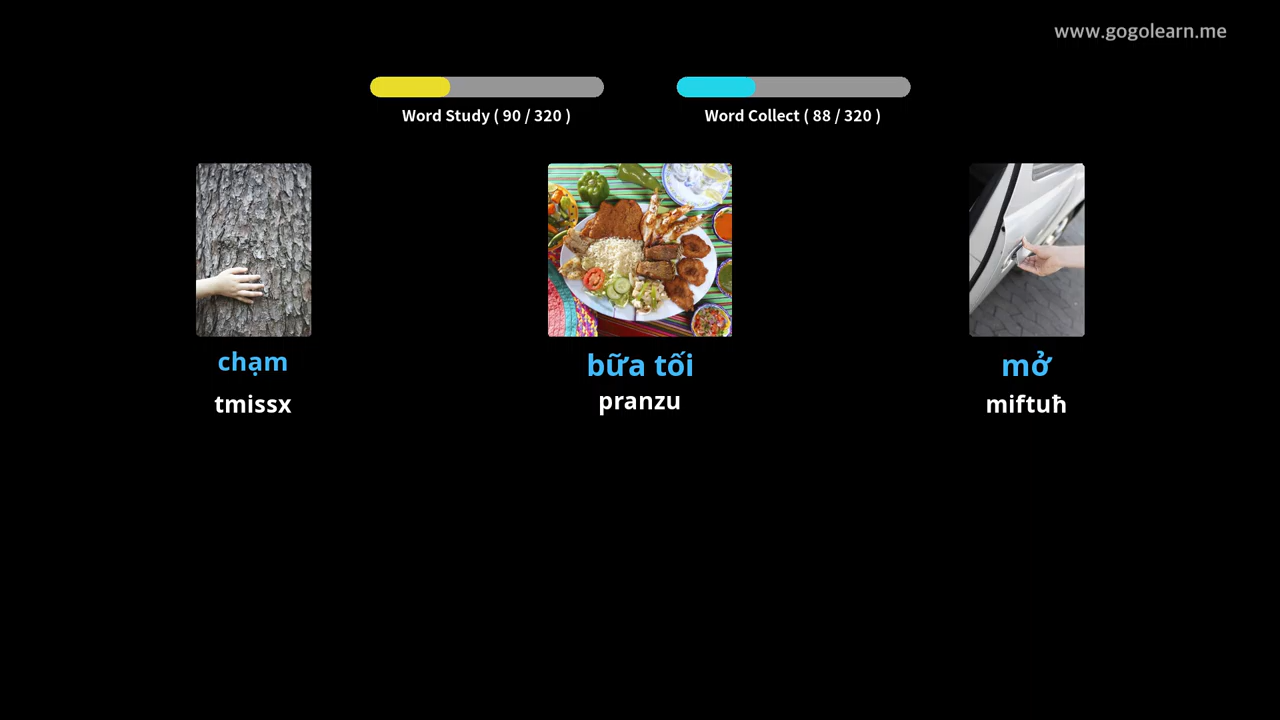 www.gogolearn.me
Word Study ( 90 / 320 )
Word Collect ( 88 / 320 )
chạm
bữa tối
mở
tmissx
pranzu
miftuħ